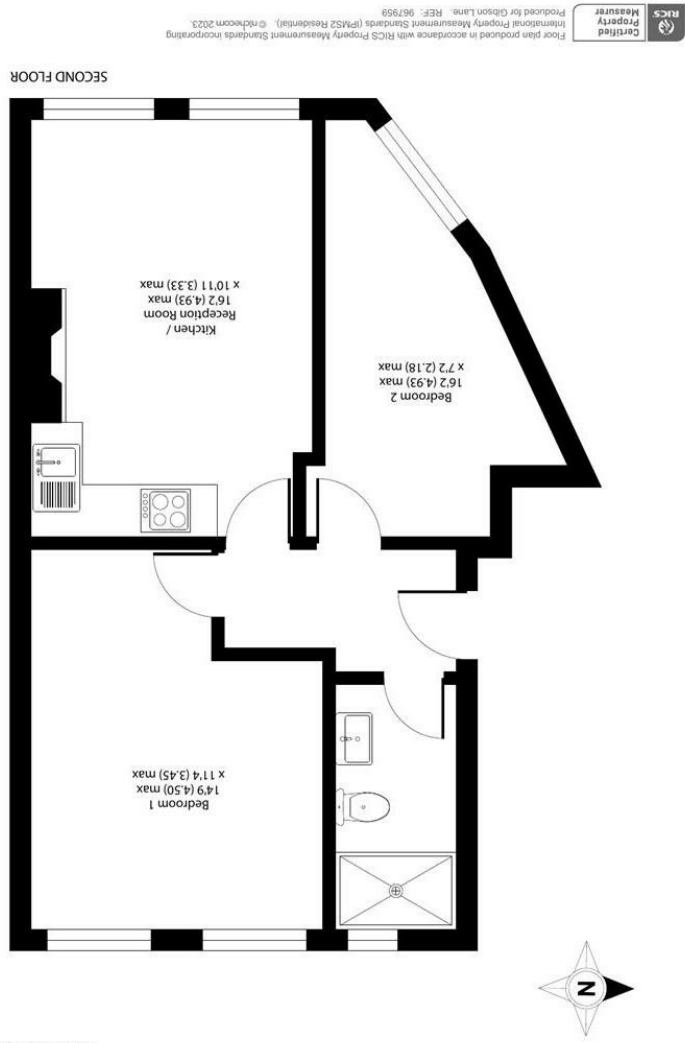 N
Bedroom 1
14'9 (4.50) max
x 11'4 (3.45) max
Bedroom 2
16'2 (4.93) max
x 7'2 (2.18) max
Kitchen /
Reception Room
16'2 (4.93) max
x 10'11 (3.33) max
SECOND FLOOR
RICS
Certified
Property
Measurer
Floor plan produced in accordance with RICS Property Measurement Standards incorporating
International Property Measurement Standards (IPMS2 Residential). © nichecom 2023.
Produced for Gibson Lane. REF: 967959